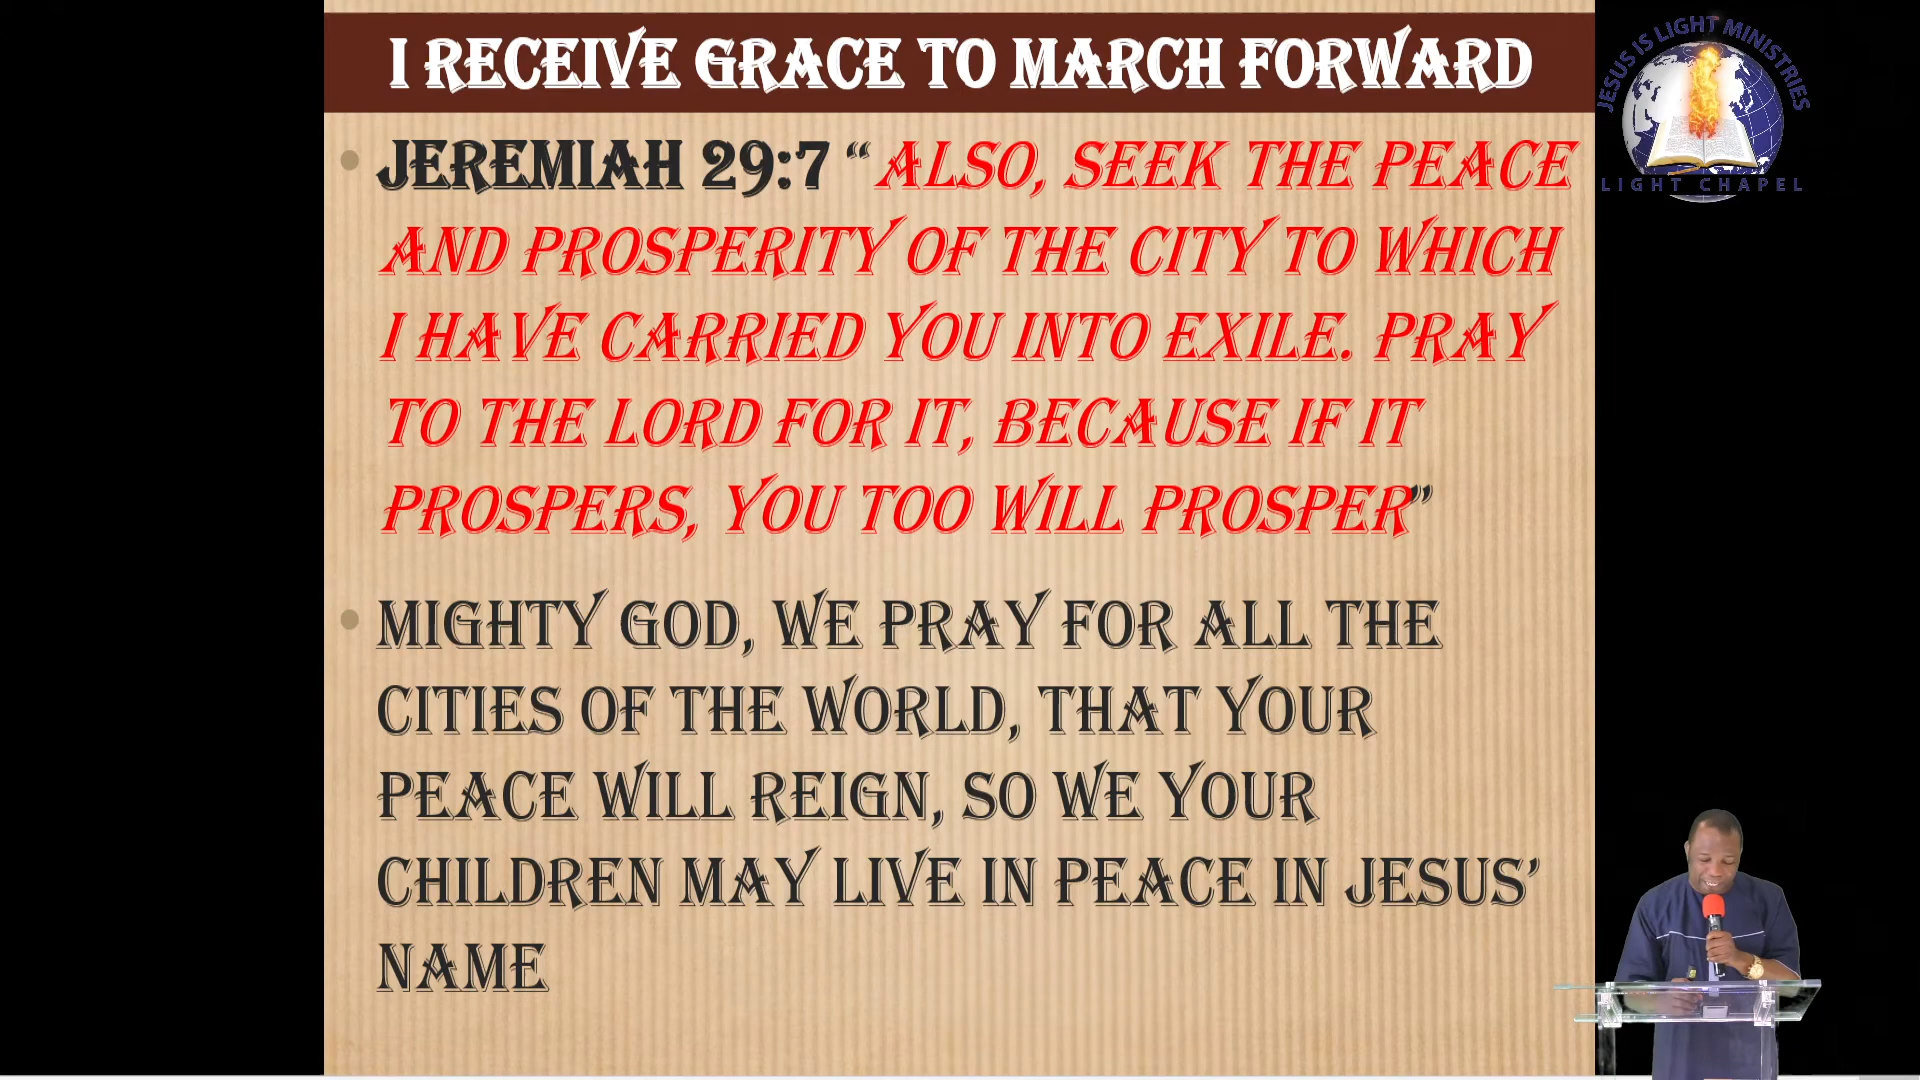 I RECEIVE GRACE TO MARCH FORWARD
JESUS IS LIGHT MINISTRIES
LIGHT CHAPEL
• JEREMIAH 29:7 “ ALSO, SEEK THE PEACE
AND PROSPERITY OF THE CITY TO WHICH
I HAVE CARRIED YOU INTO EXILE. PRAY
TO THE LORD FOR IT, BECAUSE IF IT
PROSPERS, YOU TOO WILL PROSPER”
• MIGHTY GOD, WE PRAY FOR ALL THE
CITIES OF THE WORLD, THAT YOUR
PEACE WILL REIGN, SO WE YOUR
CHILDREN MAY LIVE IN PEACE IN JESUS’
NAME